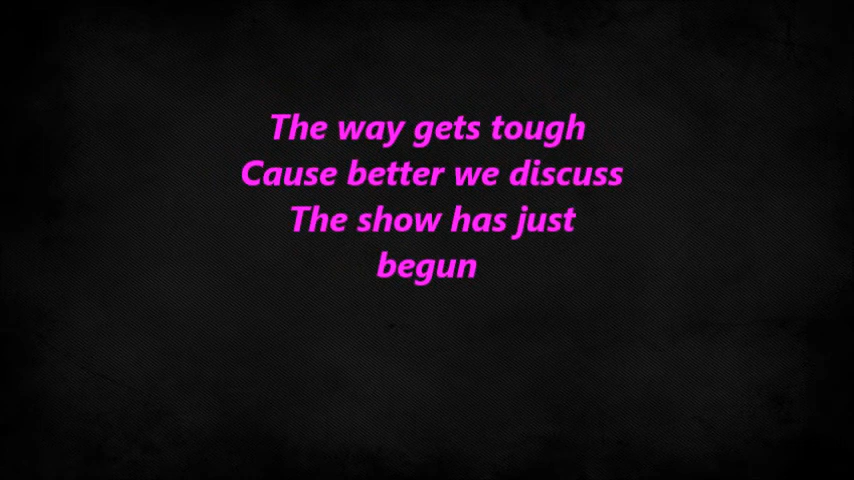 The way gets tough
Cause better we discuss
The show has just
begun